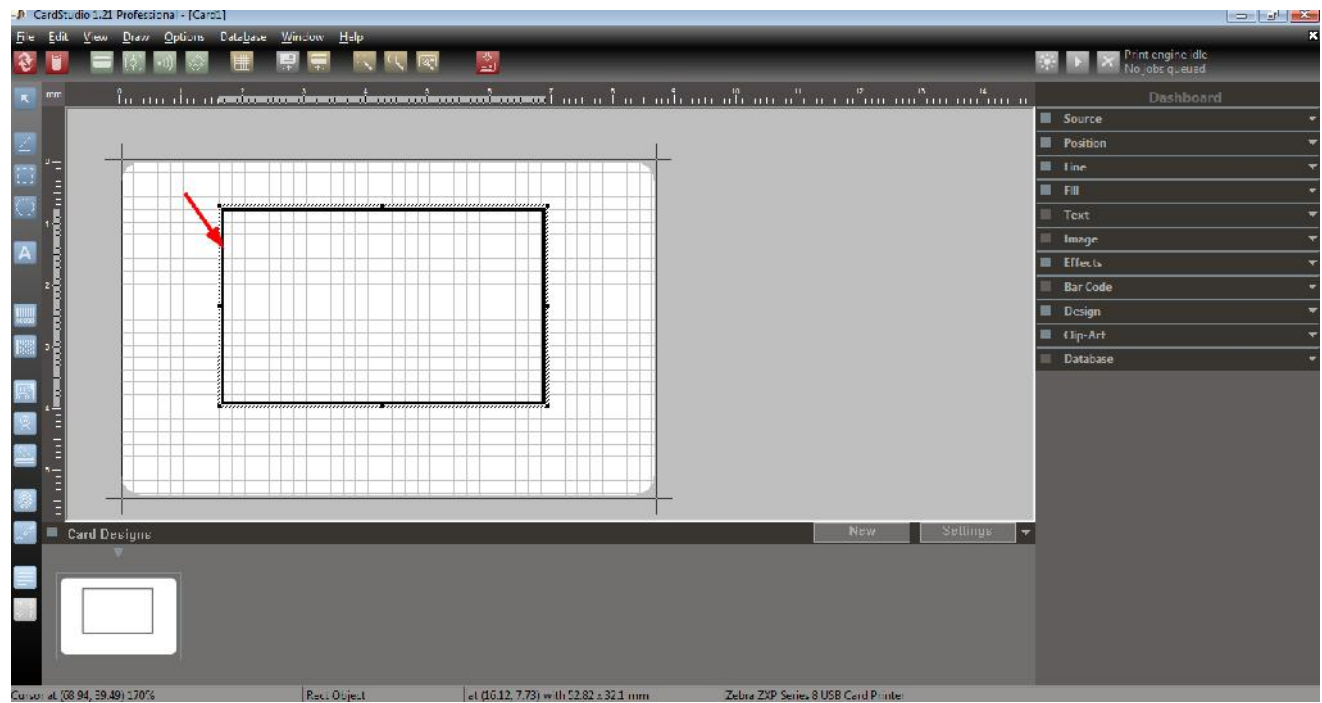 CardStudio 1.21 Professional - [Card1]
File Edit View Draw Options Database Window Help
Print engine idle
No jobs queued
mm
Dashboard
Source
Position
Line
Fill
Text
Image
Effects
Bar Code
Design
Clip-Art
Database
Card Designs
New Settings
Cursor at (68.94, 39.49) 170% Rect Object at (16.12, 7.73) with 52.82 x 32.1 mm Zebra ZXP Series 8 USB Card Printer